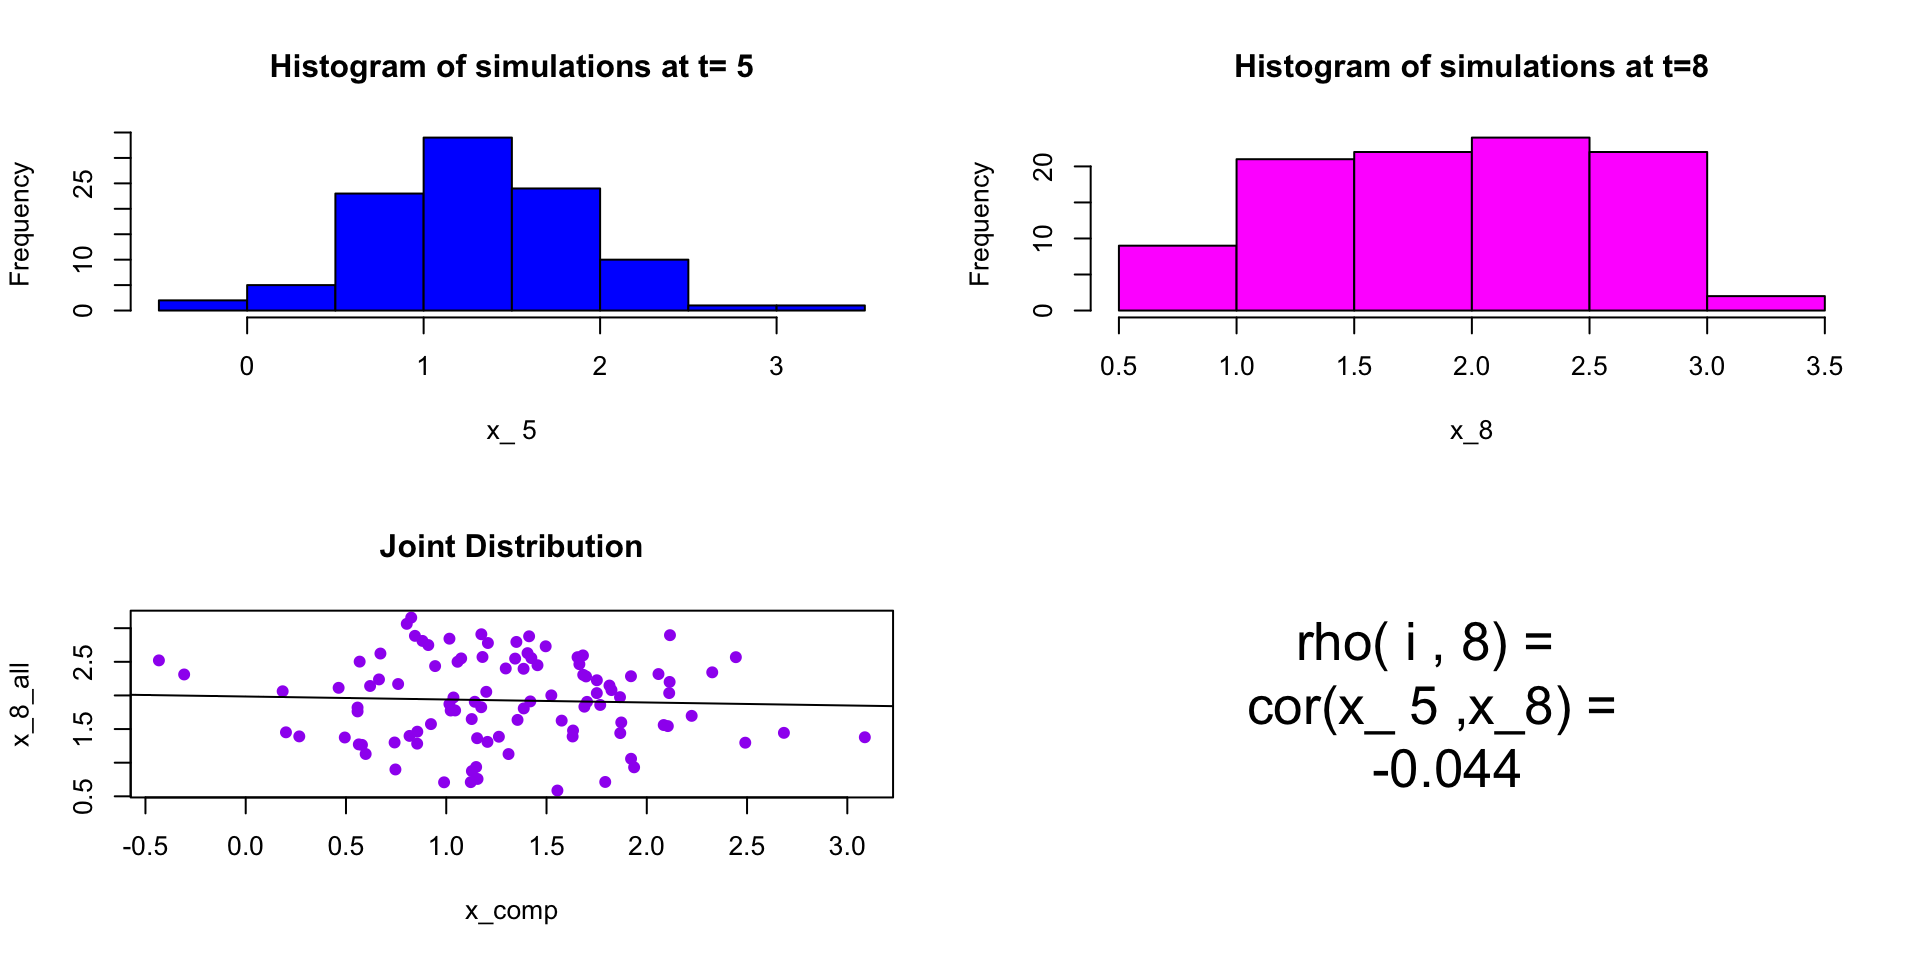 Histogram of simulations at t= 5
Frequency
0 10 25
0 1 2 3
x_ 5
Histogram of simulations at t=8
Frequency
0 10 20
0.5 1.0 1.5 2.0 2.5 3.0 3.5
x_8
Joint Distribution
x_8_all
0.5 1.5 2.5
-0.5 0.0 0.5 1.0 1.5 2.0 2.5 3.0
x_comp
rho( i , 8) =
cor(x_ 5 ,x_8) =
-0.044